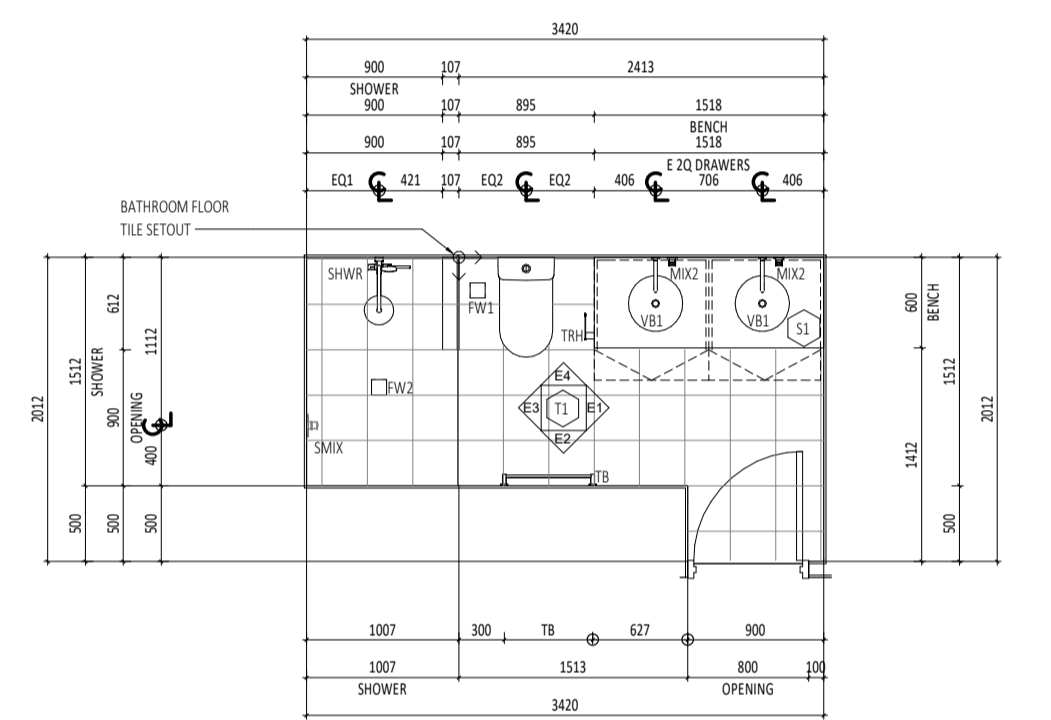 3420
900 107 2413
SHOWER
900 107 895 1518
BENCH
900 107 895 1518
E 2Q DRAWERS
EQ1 421 107 EQ2 EQ2 406 706 406
BATHROOM FLOOR
TILE SETOUT
SHWR
FW1
MIX2
MIX2
VB1
VB1
S1
TRH
FW2
E4
E3 T1 E1
E2
SMIX
TB
2012
1512
500
SHOWER
612
900
500
OPENING
1112
400
500
600
BENCH
1412
1512
500
2012
1007 300 TB 627 900
1007 1513 800 100
SHOWER OPENING
3420